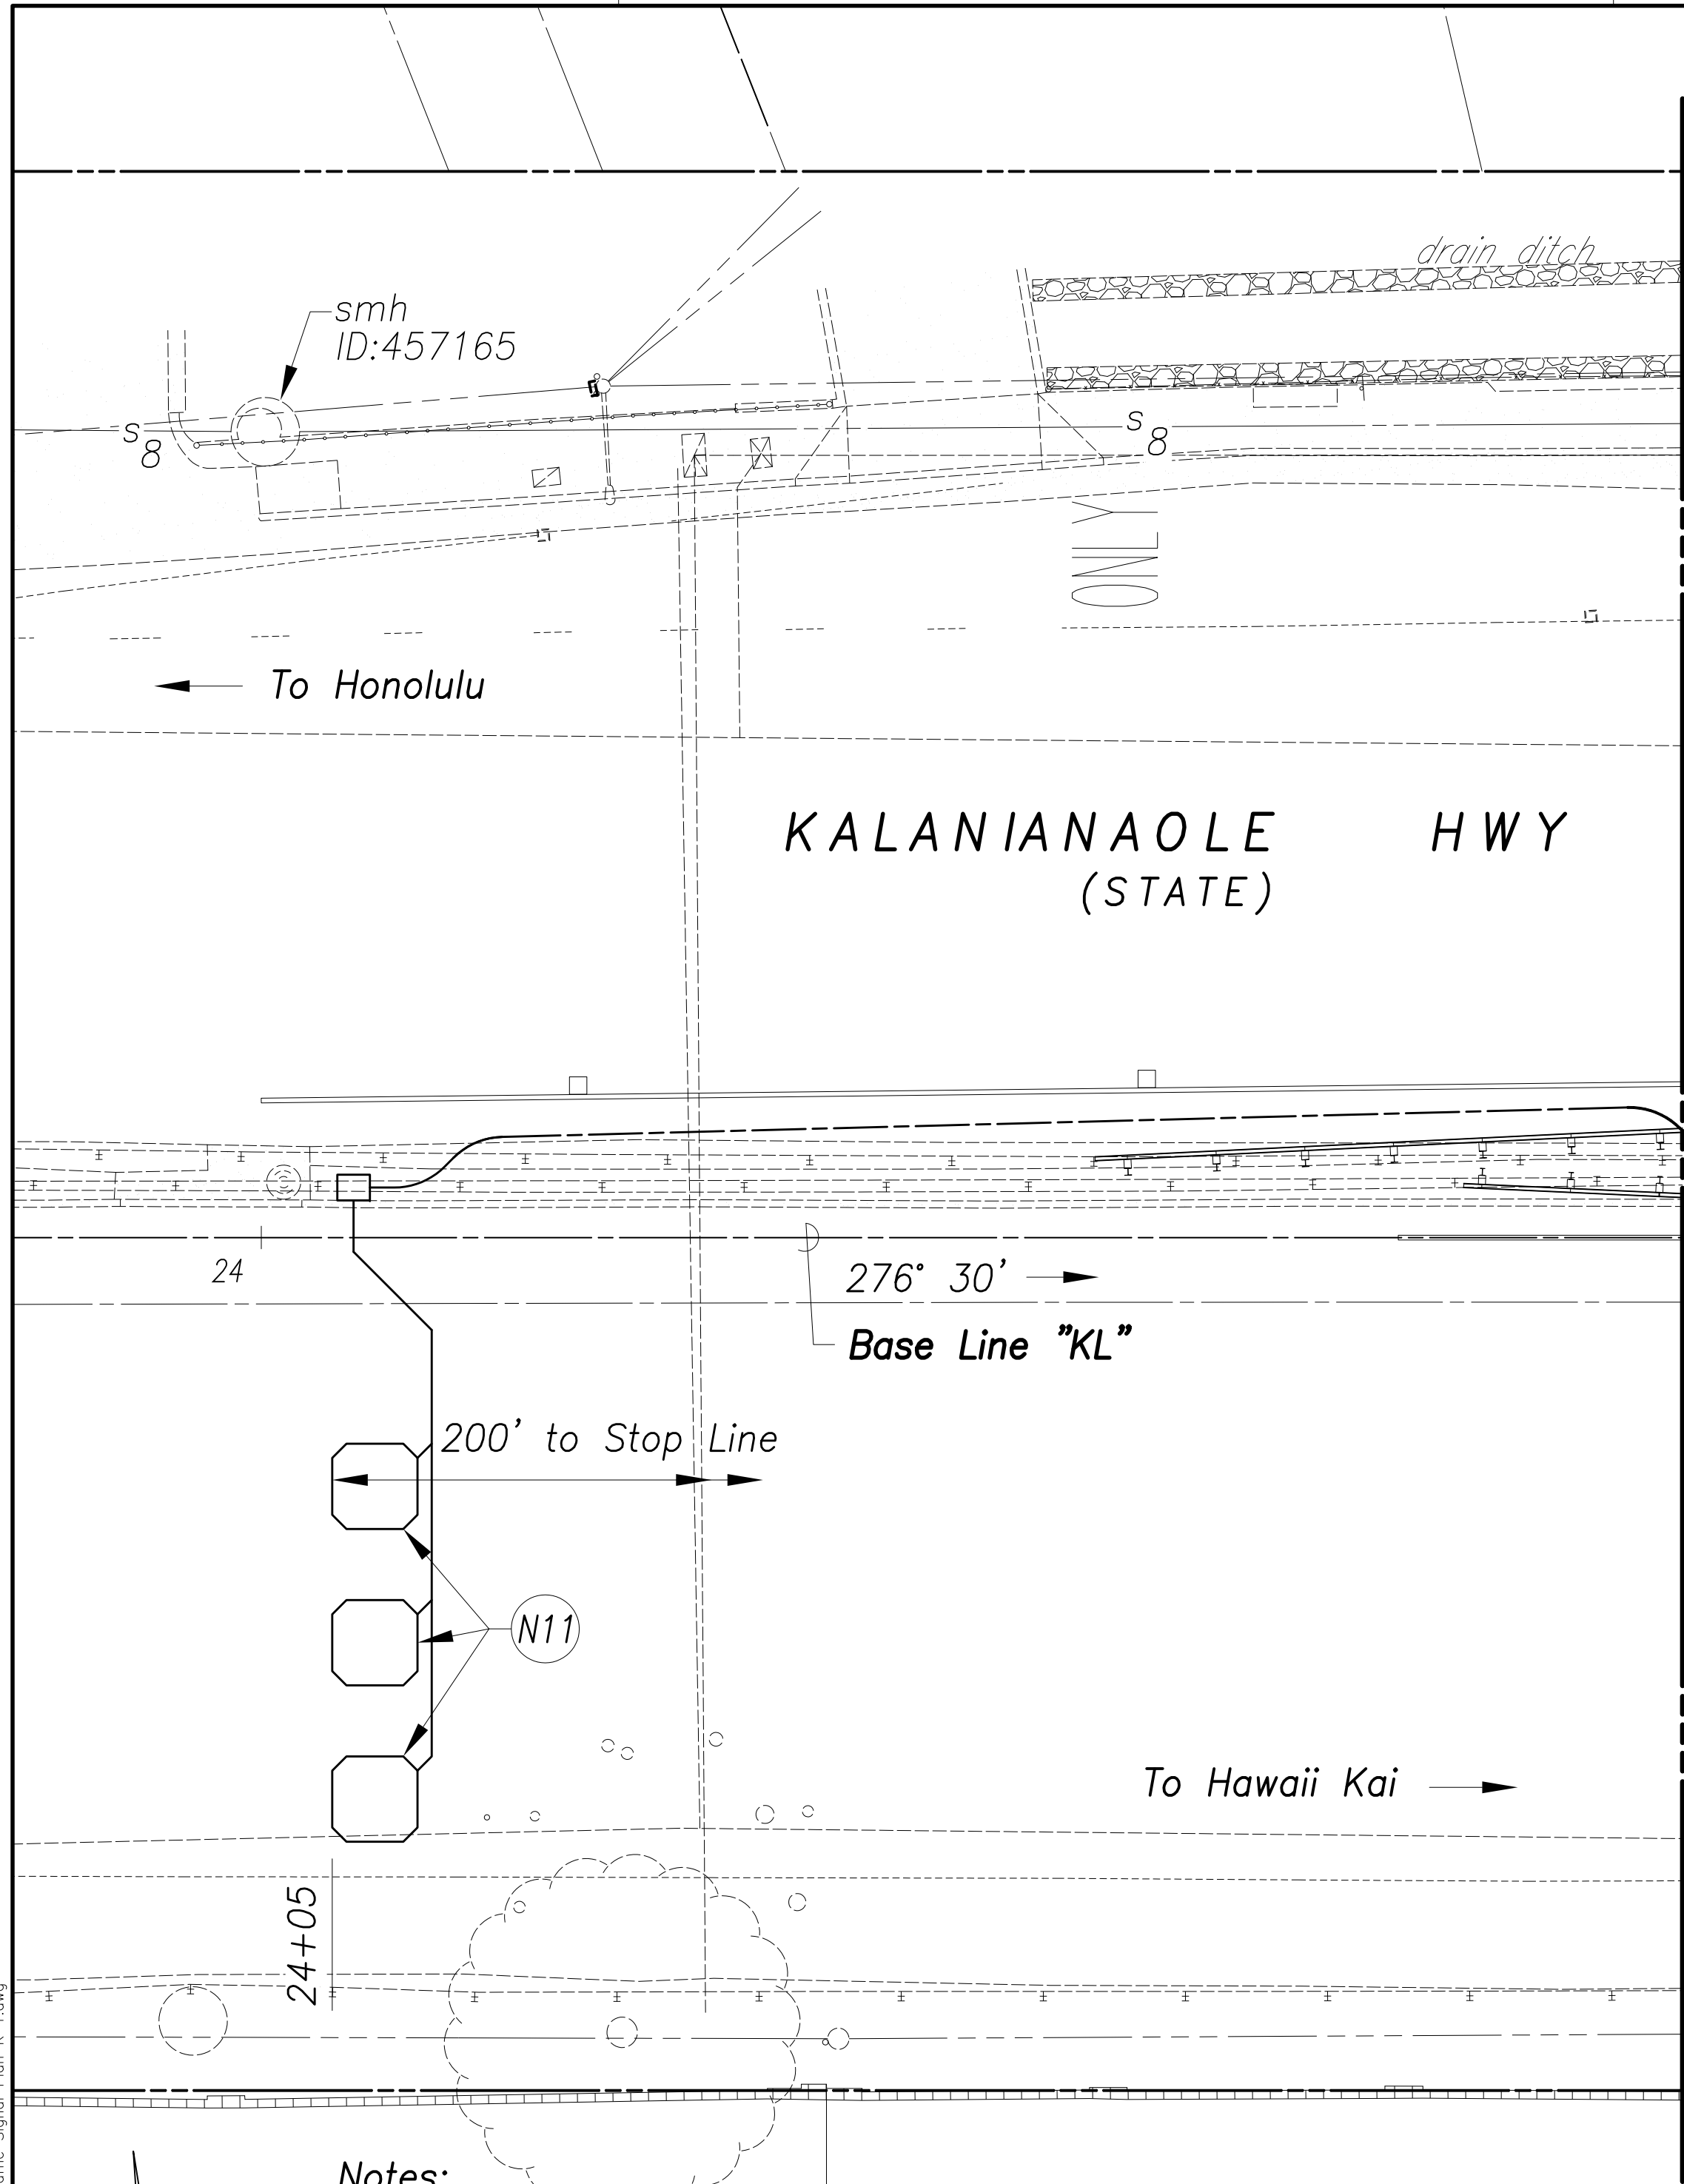 drain ditch
smh
ID:457165
S
8
S
8
ONLY
To Honolulu
KALANIANAOLE HWY
(STATE)
24
276° 30'
Base Line "KL"
200' to Stop Line
N11
To Hawaii Kai
24+05
Notes: